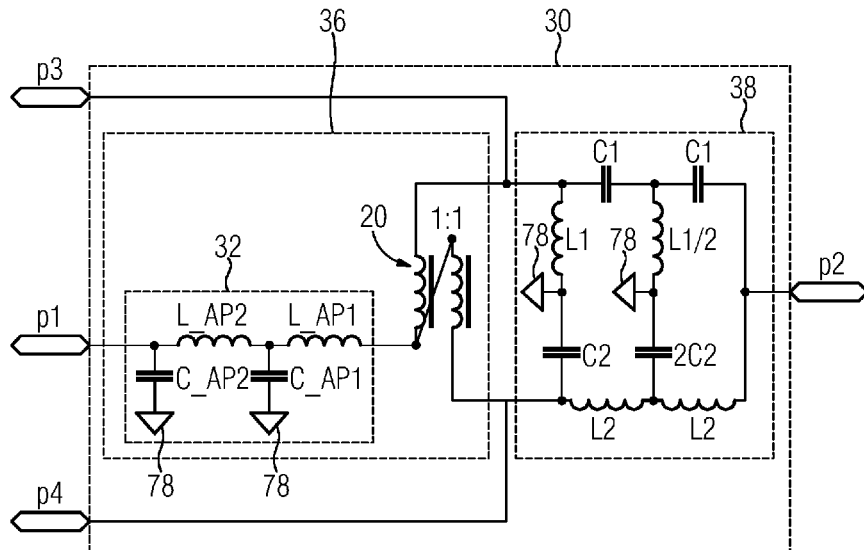 36
30
p3
38
C1 C1
1:1
20
78
L1
78
L1/2
32
p2
L_AP2 L_AP1
p1
C2
2C2
C_AP2 C_AP1
L2 L2
78 78
p4